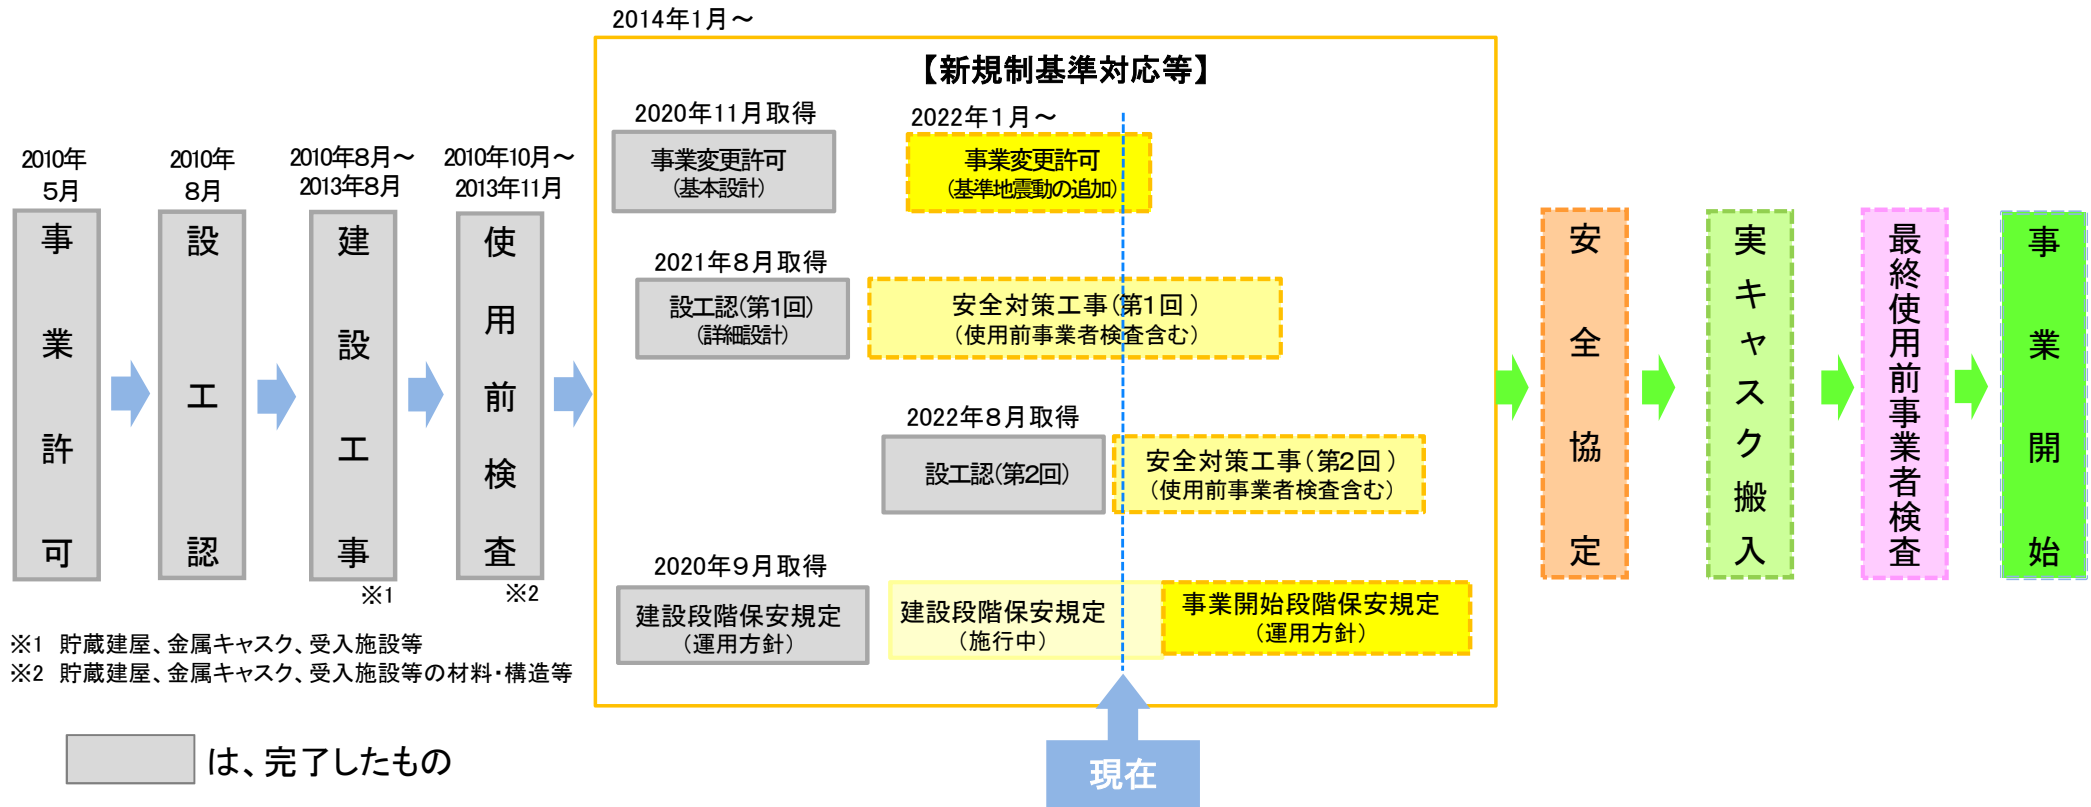 2014年1月～
【新規制基準対応等】
2010年
5月
事業許可
2010年
8月
設工認
2010年8月～
2013年8月
建設工事
※1
2010年10月～
2013年11月
使用前検査
※2
2020年11月取得
事業変更許可
（基本設計）
2022年1月～
事業変更許可
（基準地震動の追加）
2021年8月取得
設工認（第1回）
（詳細設計）
安全対策工事（第1回）
（使用前事業者検査含む）
2022年8月取得
設工認（第2回）
安全対策工事（第2回）
（使用前事業者検査含む）
2020年9月取得
建設段階保安規定
（運用方針）
建設段階保安規定
（施行中）
事業開始段階保安規定
（運用方針）
現在
安全協定
実キャスク搬入
最終使用前事業者検査
事業開始
※1 貯蔵建屋、金属キャスク、受入施設等
※2 貯蔵建屋、金属キャスク、受入施設等の材料・構造等
は、完了したもの